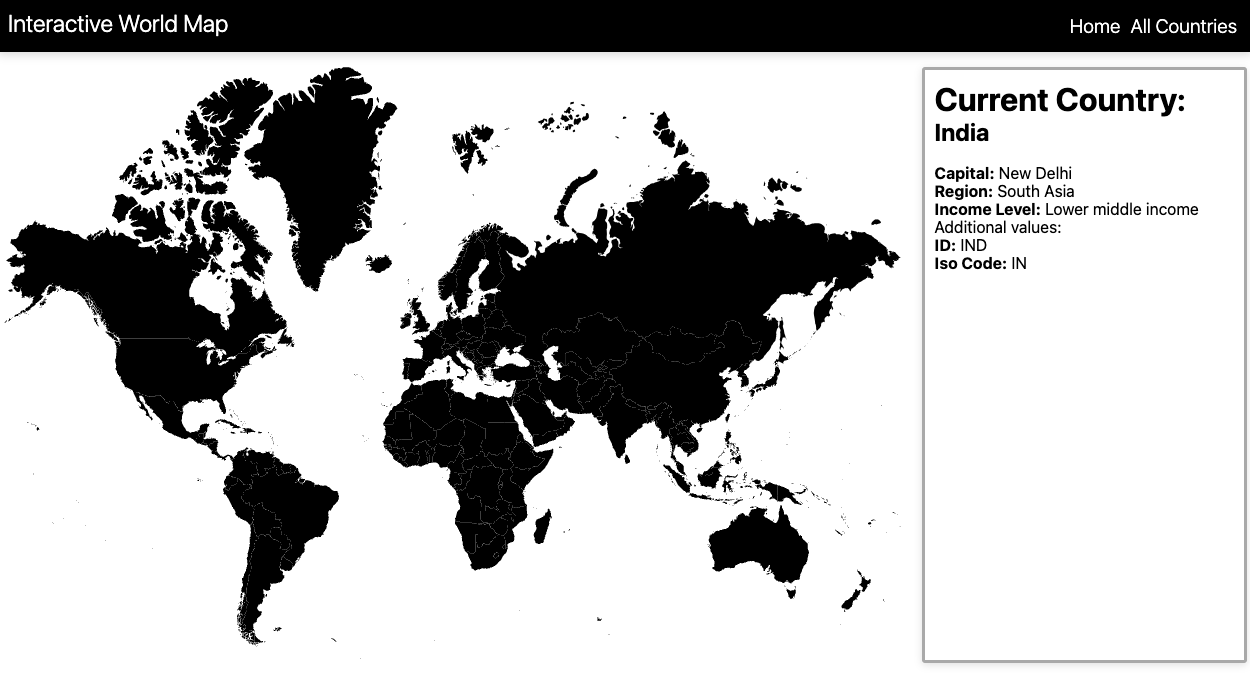 Interactive World Map
Home All Countries
Current Country:
India
Capital: New Delhi
Region: South Asia
Income Level: Lower middle income
Additional values:
ID: IND
Iso Code: IN